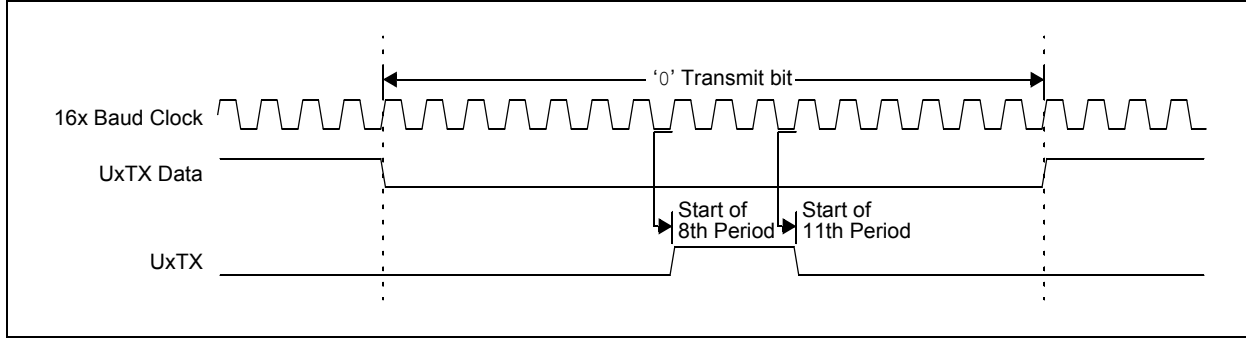 ‘0’ Transmit bit
16x Baud Clock
UxTX Data
Start of
8th Period
Start of
11th Period
UxTX